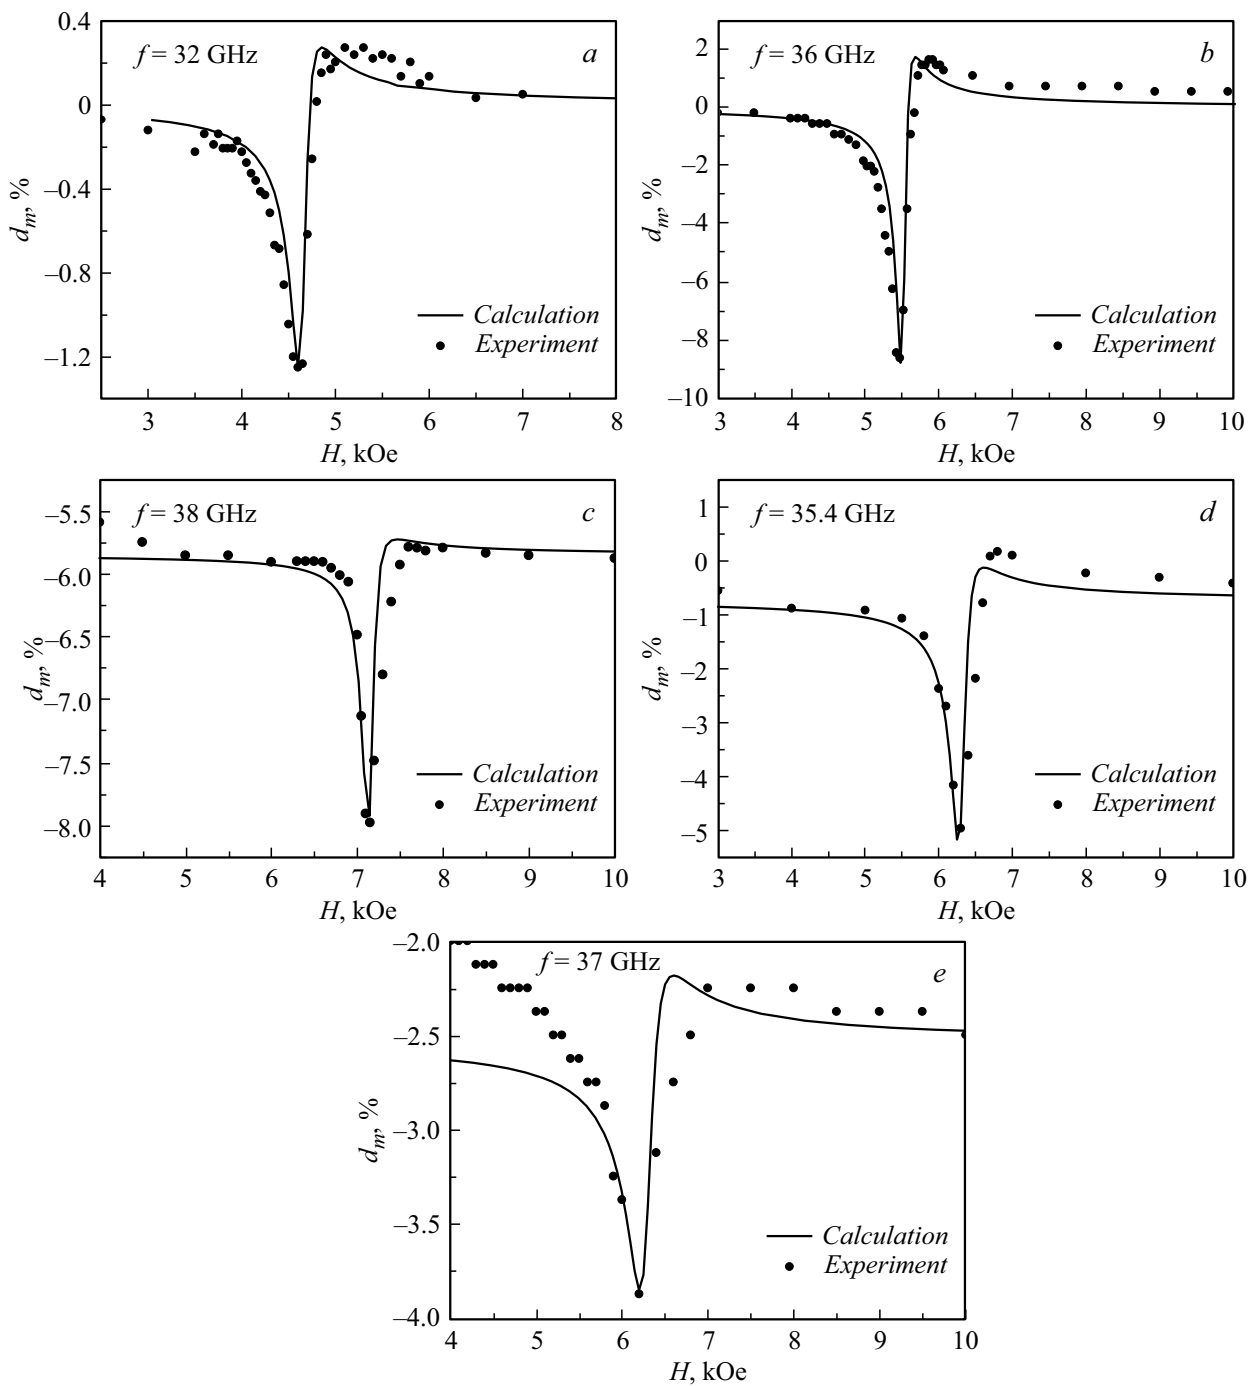 0.4
0
–0.4
–0.8
–1.2
d_m, %
f = 32 GHz
a
Calculation
Experiment
3 4 5 6 7 8
H, kOe
2
0
–2
–4
–6
–8
–10
d_m, %
f = 36 GHz
b
Calculation
Experiment
3 4 5 6 7 8 9 10
H, kOe
–5.5
–6.0
–6.5
–7.0
–7.5
–8.0
d_m, %
f = 38 GHz
c
Calculation
Experiment
4 5 6 7 8 9 10
H, kOe
1
0
–1
–2
–3
–4
–5
d_m, %
f = 35.4 GHz
d
Calculation
Experiment
3 4 5 6 7 8 9 10
H, kOe
–2.0
–2.5
–3.0
–3.5
–4.0
d_m, %
f = 37 GHz
e
Calculation
Experiment
4 5 6 7 8 9 10
H, kOe